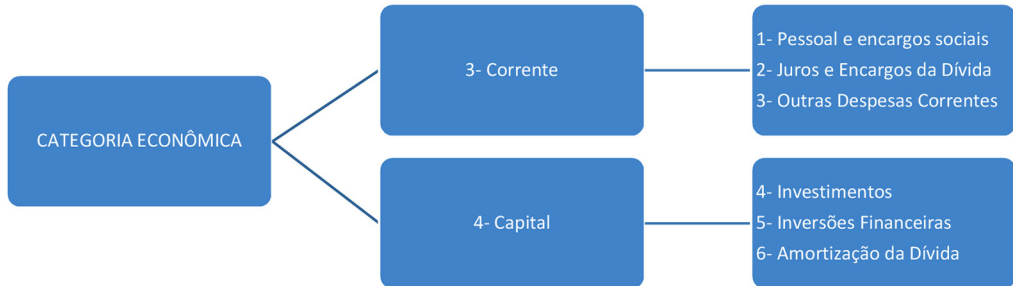 CATEGORIA ECONÔMICA
3- Corrente
1- Pessoal e encargos sociais
2- Juros e Encargos da Dívida
3- Outras Despesas Correntes
4- Capital
4- Investimentos
5- Inversões Financeiras
6- Amortização da Dívida